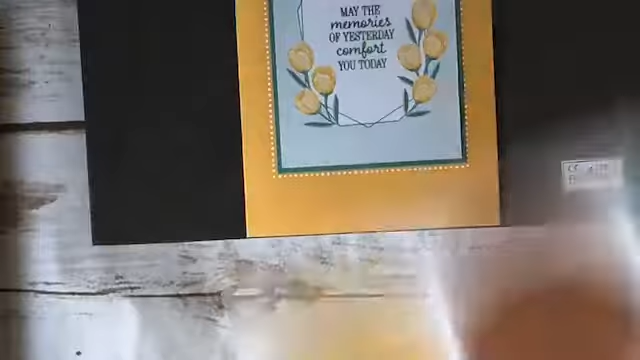 MAY THE
memories
OF YESTERDAY
comfort
YOU TODAY